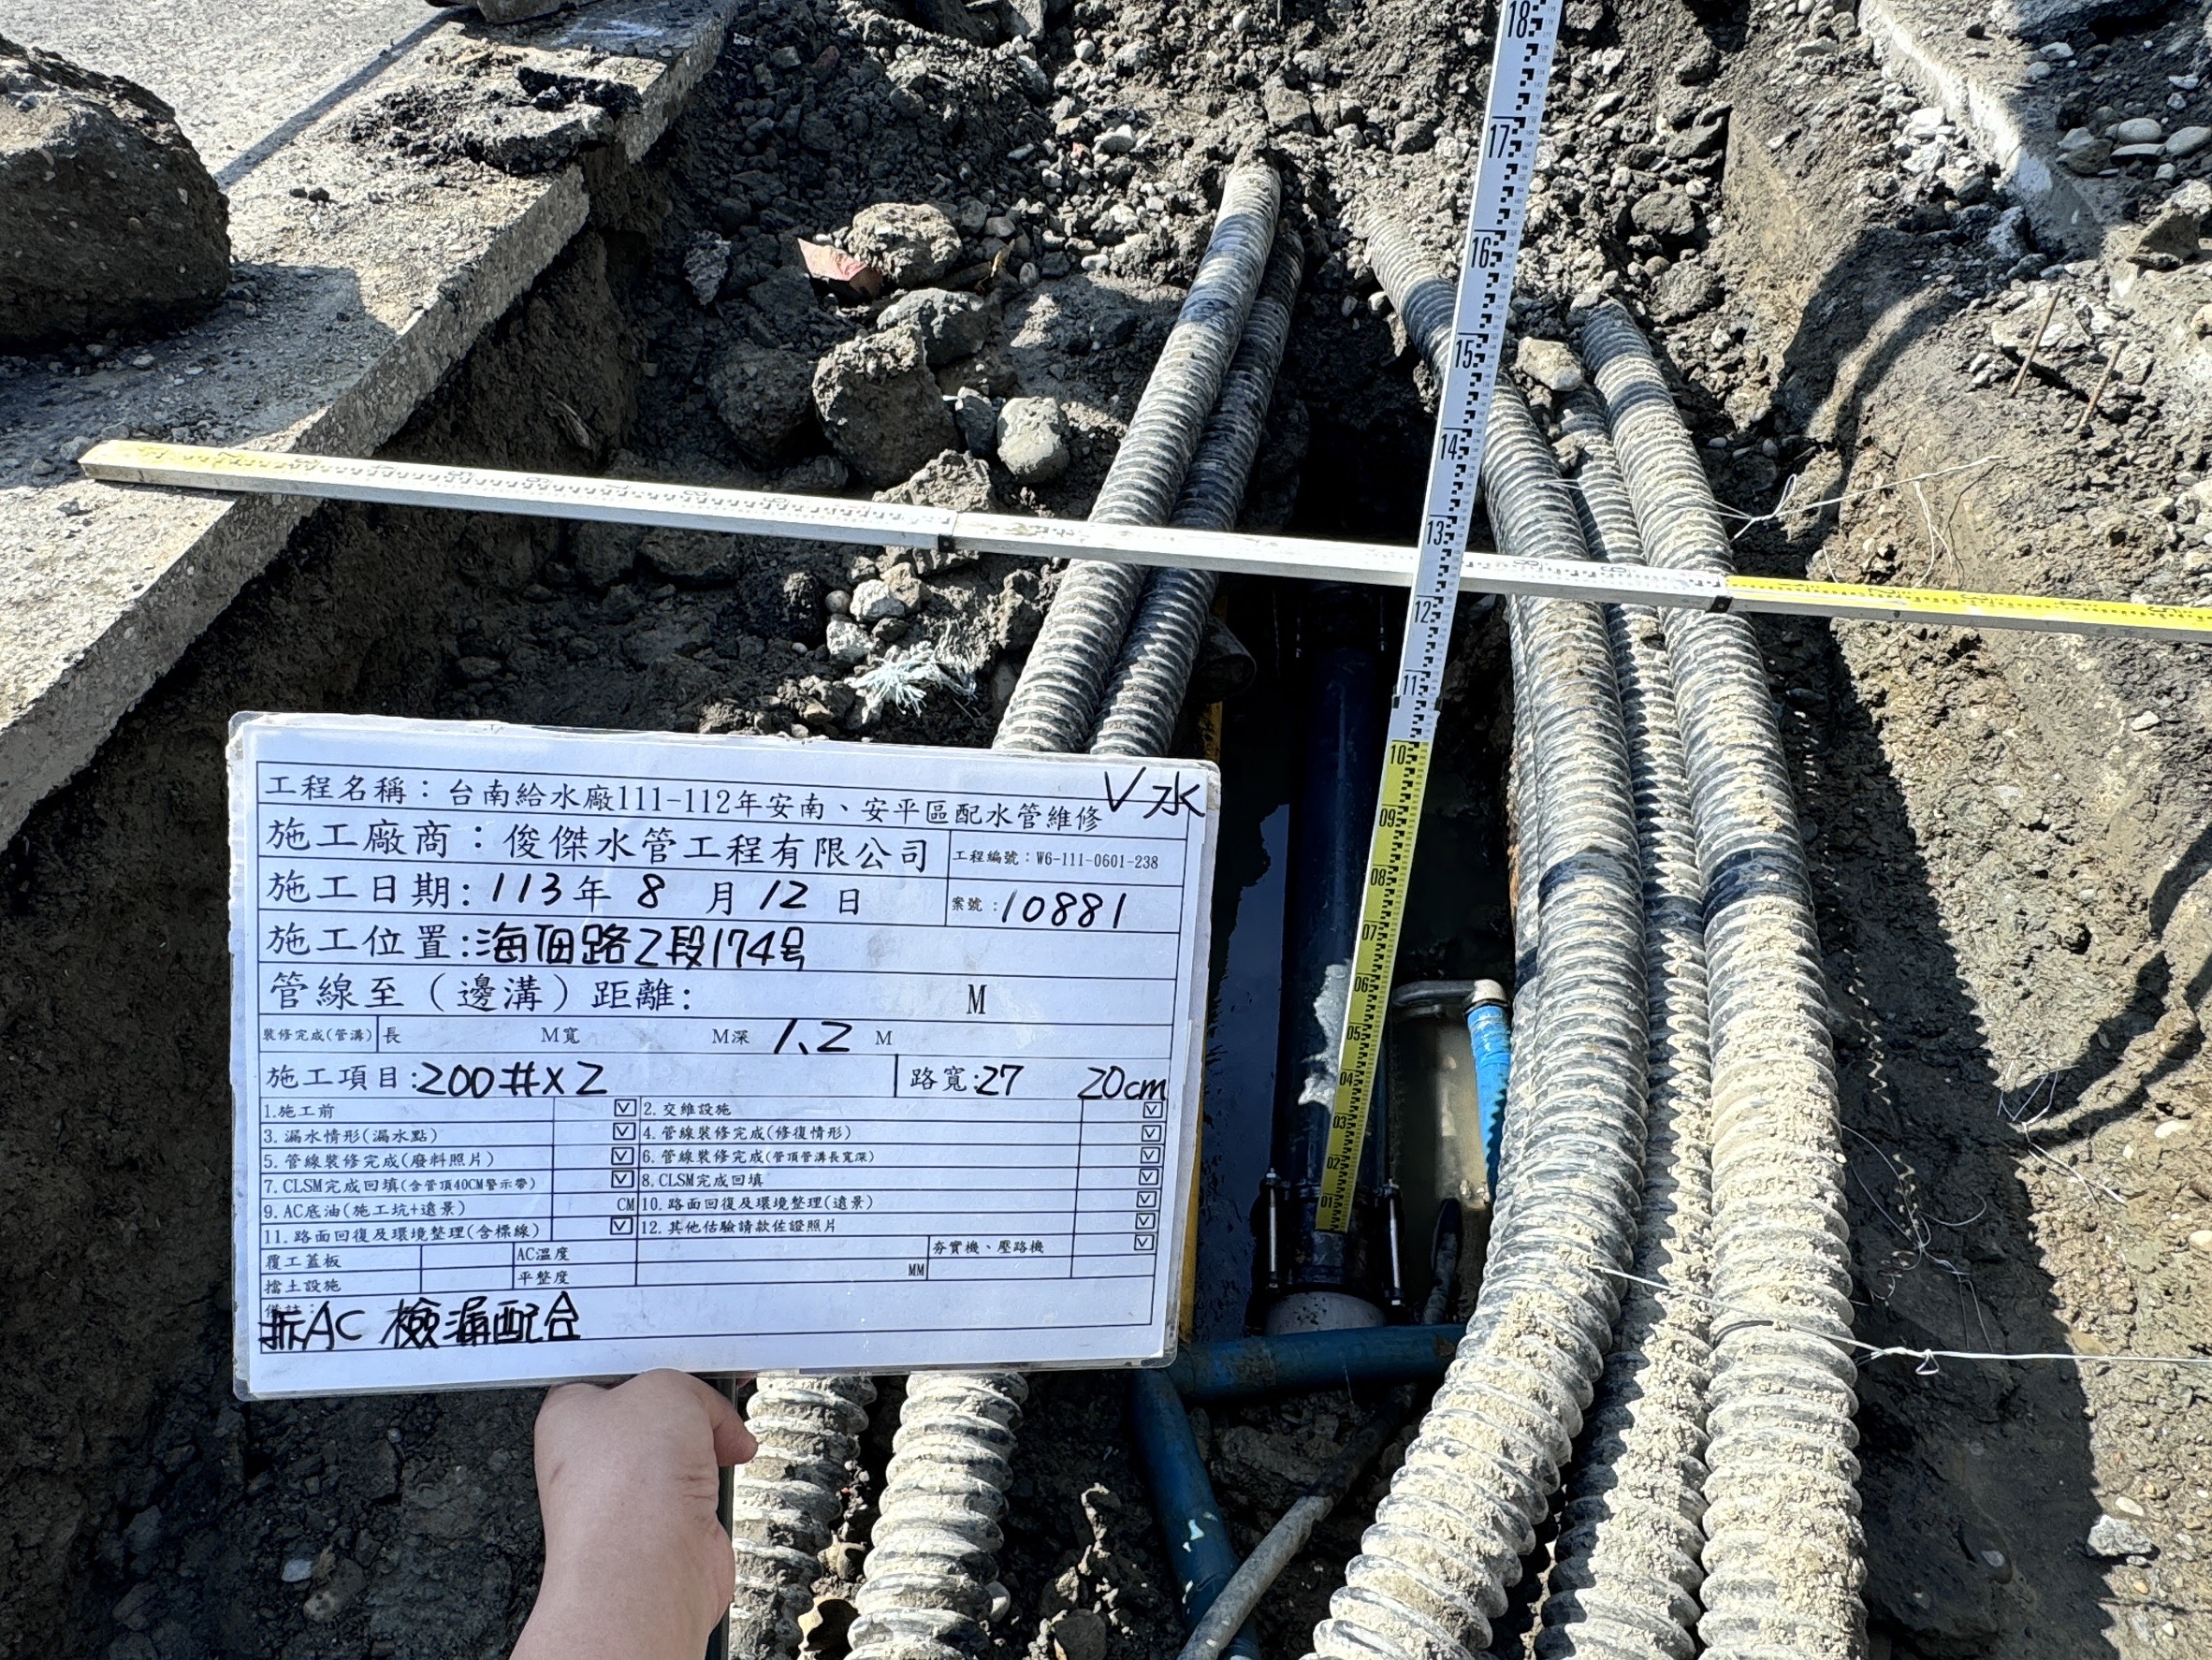 工程名稱：台南給水廠111-112年安南、安平區配水管維修
V水
施工廠商：俊傑水管工程有限公司
工程編號：W6-111-0601-238
施工日期：113年 8 月 12 日
案號：10881
施工位置：海佃路2段174号
管線至（邊溝）距離： M
裝修完成(管溝) 長 M寬 M深 1.2 M
施工項目：200#x2
路寬：27 20cm
1.施工前 V 2.交維設施 V
3.漏水情形(漏水點) V 4.管線裝修完成(修復情形) V
5.管線裝修完成(廢料照片) V 6.管線裝修完成(管頂管溝長寬深) V
7.CLSM完成回填(含管頂40CM警示帶) V 8.CLSM完成回填 V
9.AC底油(施工坑+遠景) CM 10.路面回復及環境整理(遠景) V
11.路面回復及環境整理(含標線) V 12.其他估驗請款佐證照片 V
覆工蓋板 AC溫度 夯實機、壓路機 V
擋土設施 平整度 MM
備註：
拆AC 檢漏配合
18
17
16
15
14
13
12
11
10
09
08
07
06
05
04
03
02
01